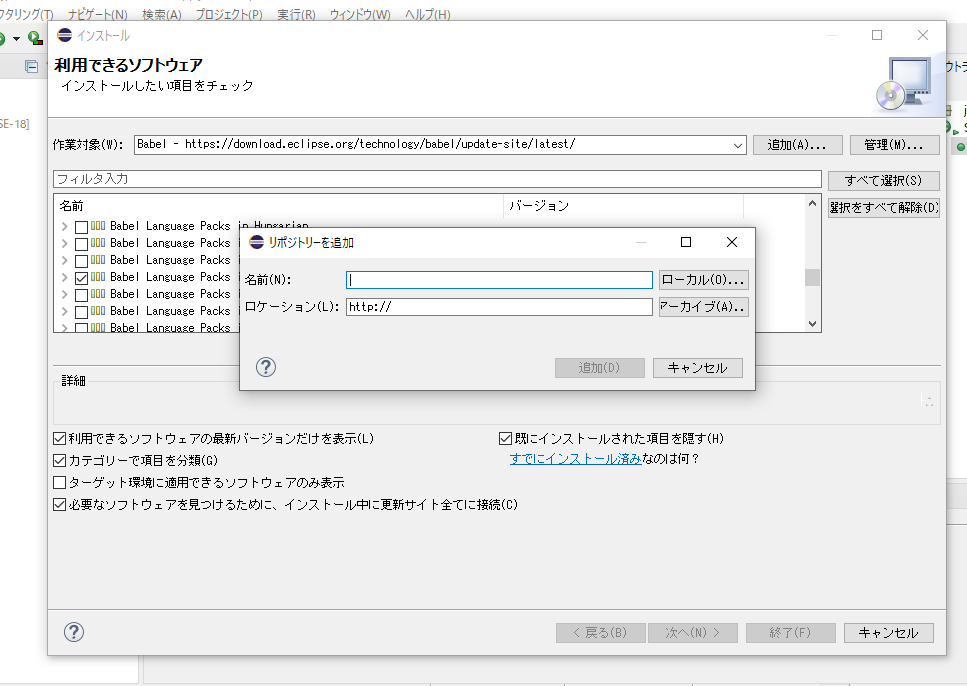 フタリング(T) ナビゲート(N) 検索(A) プロジェクト(P) 実行(R) ウィンドウ(W) ヘルプ(H)
インストール
利用できるソフトウェア
インストールしたい項目をチェック
SE-18]
作業対象(W): Babel - https://download.eclipse.org/technology/babel/update-site/latest/ 追加(A)... 管理(M)...
フィルタ入力 すべて選択(S)
名前 バージョン 選択をすべて解除(D)
Babel Language Packs in Hungarian
Babel Language Packs
Babel Language Packs
Babel Language Packs
Babel Language Packs
Babel Language Packs
Babel Language Packs
リポジトリーを追加
名前(N): ローカル(O)...
ロケーション(L): http:// アーカイブ(A)..
追加(D) キャンセル
詳細
利用できるソフトウェアの最新バージョンだけを表示(L) 既にインストールされた項目を隠す(H)
カテゴリーで項目を分類(G) すでにインストール済みなのは何？
ターゲット環境に適用できるソフトウェアのみ表示
必要なソフトウェアを見つけるために、インストール中に更新サイト全てに接続(C)
< 戻る(B) 次へ(N) > 終了(F) キャンセル